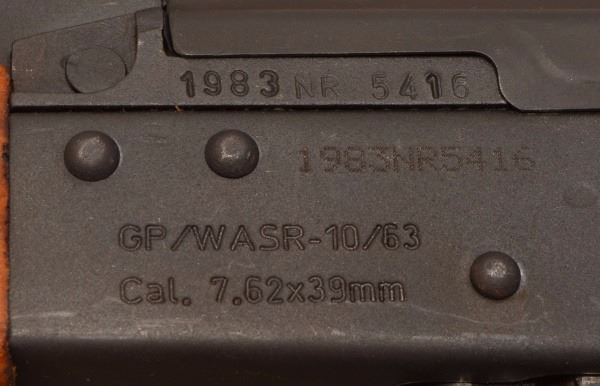 1983 NR 5416
1983NR5416
GP/WASR-10/63
Cal. 7.62x39mm